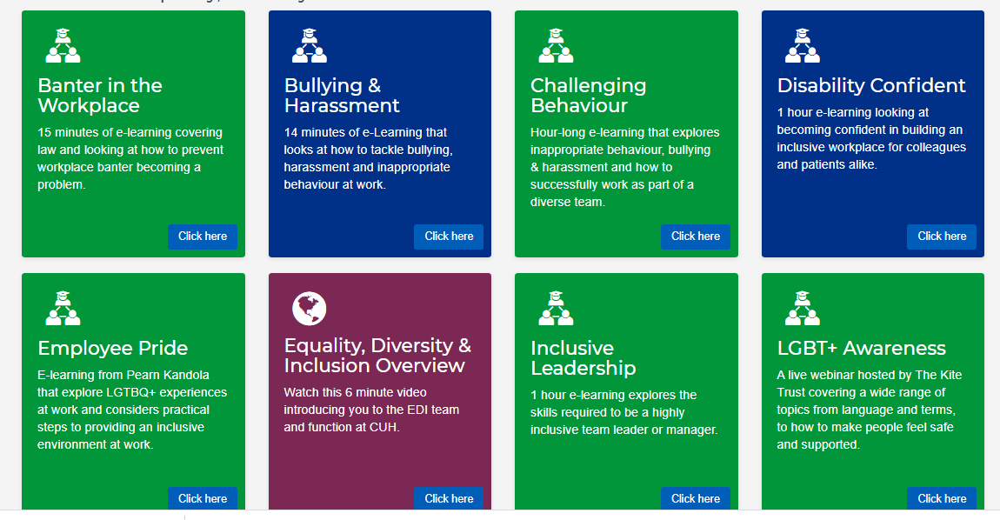 Banter in the
Workplace
15 minutes of e-learning covering
law and looking at how to prevent
workplace banter becoming a
problem.
Click here
Bullying &
Harassment
14 minutes of e-Learning that
looks at how to tackle bullying,
harassment and inappropriate
behaviour at work.
Click here
Challenging
Behaviour
Hour-long e-learning that explores
inappropriate behaviour, bullying
& harassment and how to
successfully work as part of a
diverse team.
Click here
Disability Confident
1 hour e-learning looking at
becoming confident in building an
inclusive workplace for colleagues
and patients alike.
Click here
Employee Pride
E-learning from Pearn Kandola
that explore LGTBQ+ experiences
at work and considers practical
steps to providing an inclusive
environment at work.
Click here
Equality, Diversity &
Inclusion Overview
Watch this 6 minute video
introducing you to the EDI team
and function at CUH.
Click here
Inclusive
Leadership
1 hour e-learning explores the
skills required to be a highly
inclusive team leader or manager.
Click here
LGBT+ Awareness
A live webinar hosted by The Kite
Trust covering a wide range of
topics from language and terms,
to how to make people feel safe
and supported.
Click here